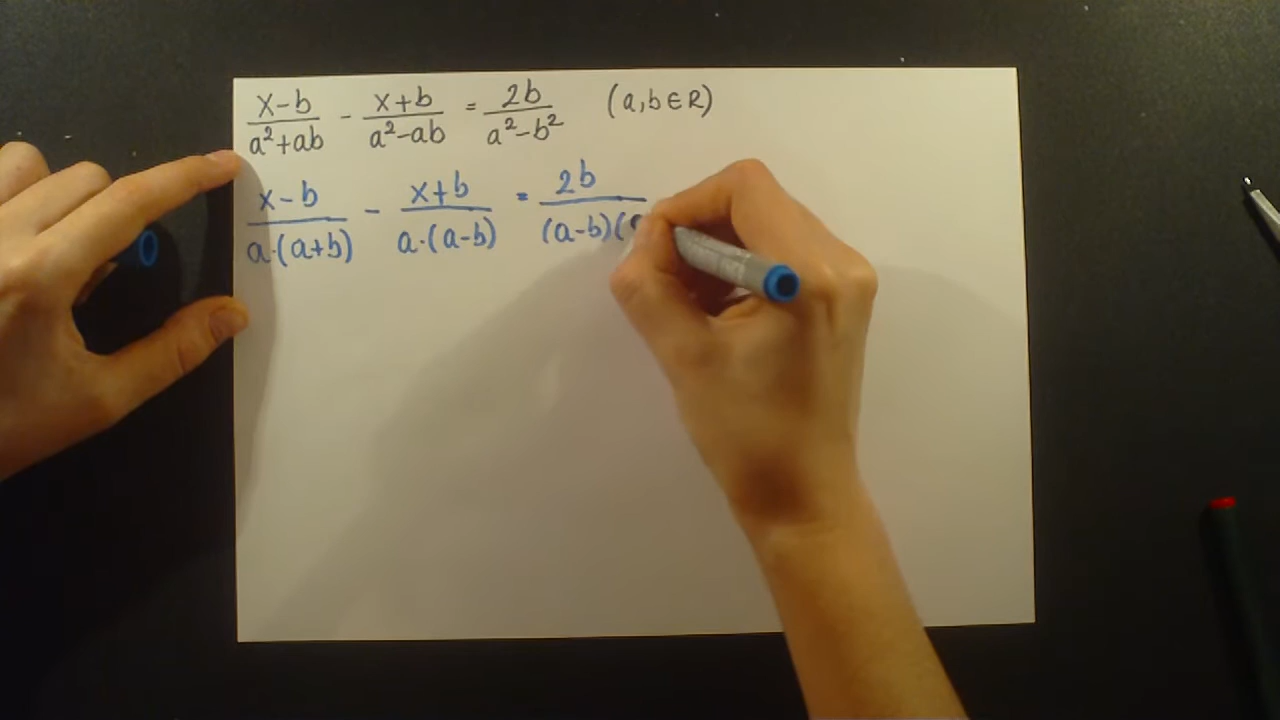 x-b/a²+ab - x+b/a²-ab = 2b/a²-b² (a,b∈R)
x-b/a·(a+b) - x+b/a·(a-b) = 2b/(a-b)(